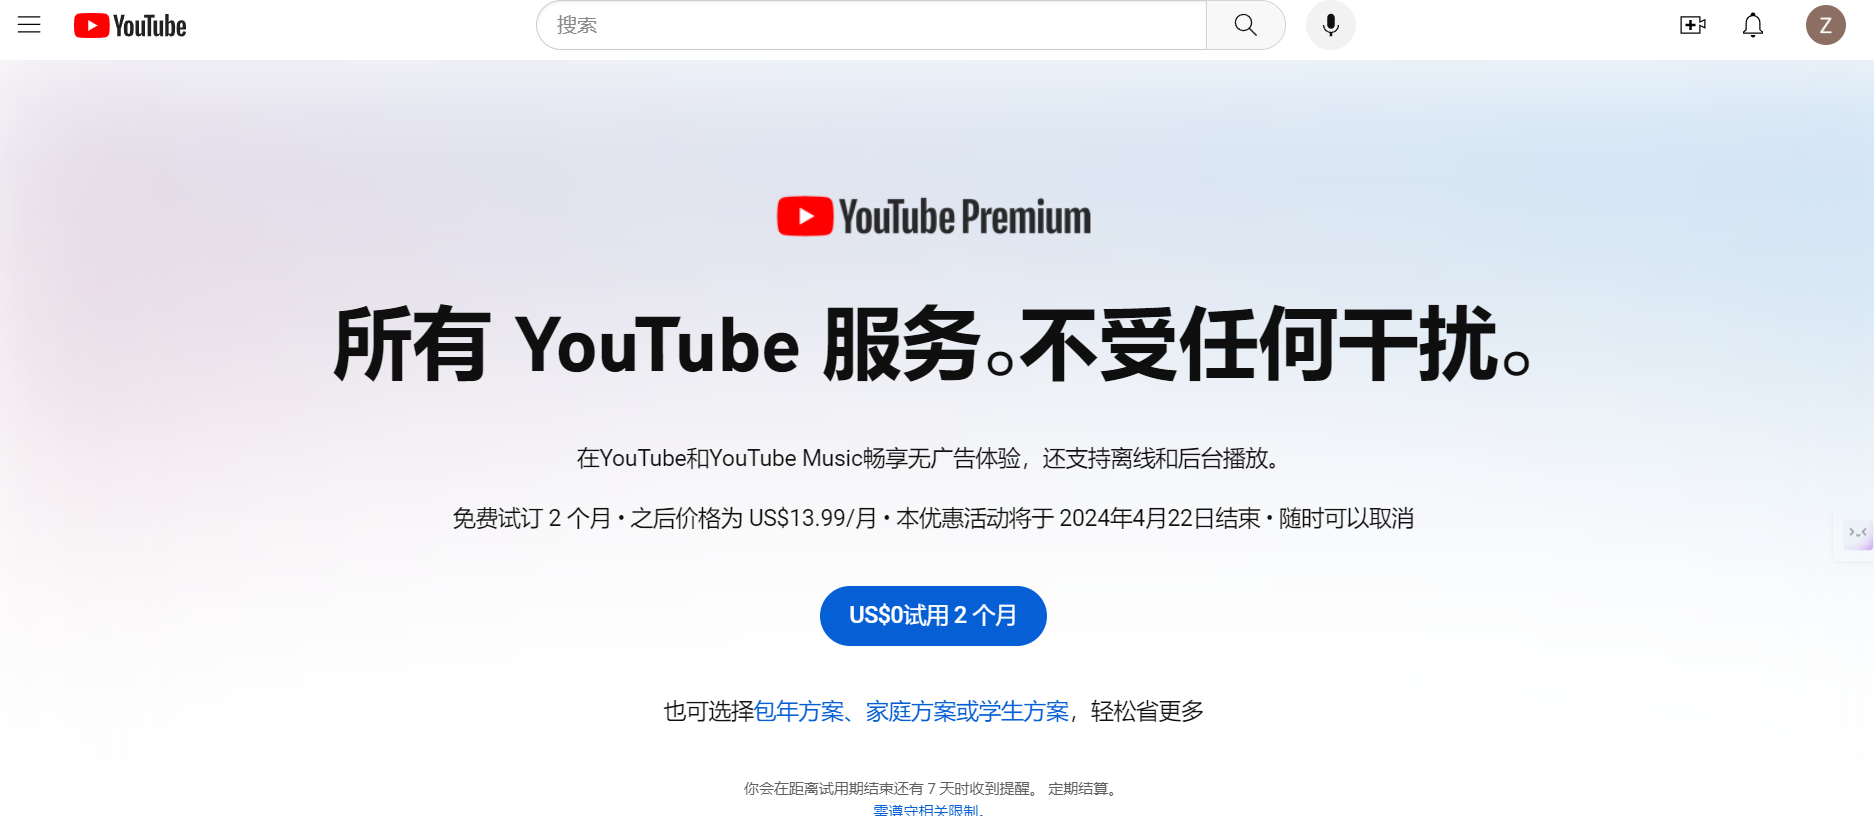 YouTube
搜索
Z
YouTube Premium
所有 YouTube 服务。不受任何干扰。
在YouTube和YouTube Music畅享无广告体验，还支持离线和后台播放。
免费试订 2 个月 • 之后价格为 US$13.99/月 • 本优惠活动将于 2024年4月22日结束 • 随时可以取消
US$0试用 2 个月
也可选择包年方案、家庭方案或学生方案，轻松省更多
你会在距离试用期结束还有 7 天时收到提醒。 定期结算。
需遵守相关限制。